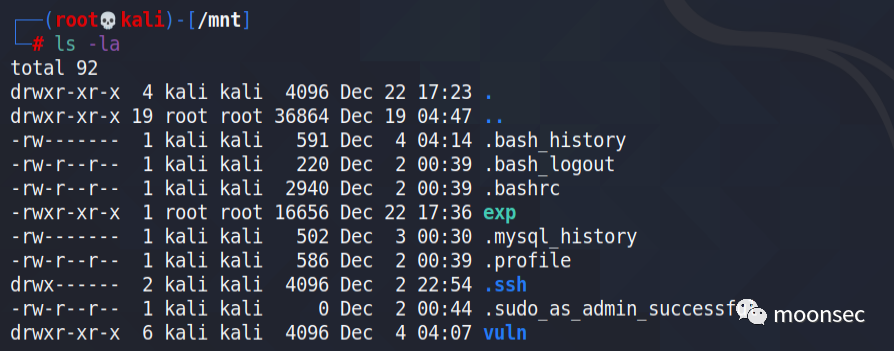 ┌──(root💀kali)-[/mnt]
└─# ls -la
total 92
drwxr-xr-x  4 kali kali  4096 Dec 22 17:23 .
drwxr-xr-x 19 root root 36864 Dec 19 04:47 ..
-rw-------  1 kali kali   591 Dec  4 04:14 .bash_history
-rw-r--r--  1 kali kali   220 Dec  2 00:39 .bash_logout
-rw-r--r--  1 kali kali  2940 Dec  2 00:39 .bashrc
-rwxr-xr-x  1 root root 16656 Dec 22 17:36 exp
-rw-------  1 kali kali   502 Dec  3 00:30 .mysql_history
-rw-r--r--  1 kali kali   586 Dec  2 00:39 .profile
drwx------  2 kali kali  4096 Dec  2 22:54 .ssh
-rw-r--r--  1 kali kali     0 Dec  2 00:44
drwxr-xr-x  6 kali kali  4096 Dec  4 04:07 vuln
moonsec